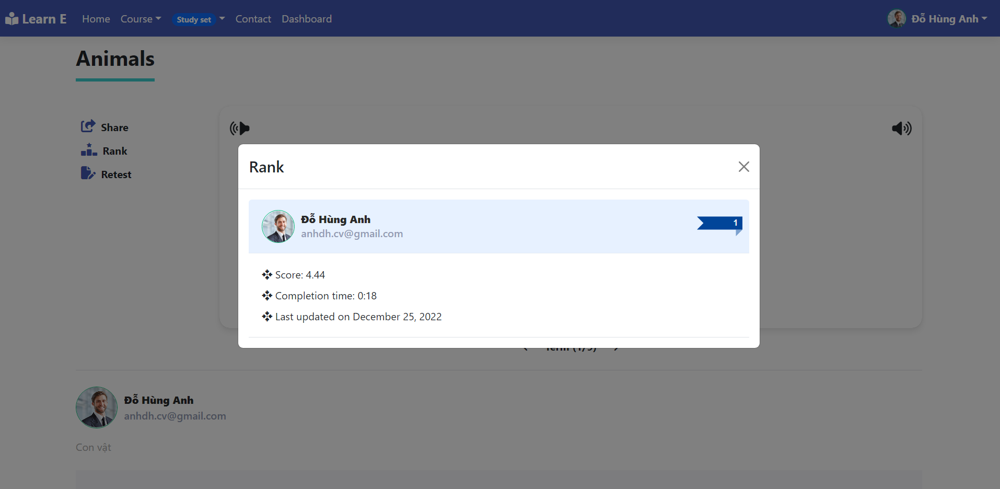 Learn E Home Course Study set Contact Dashboard Đỗ Hùng Anh
Animals
Share
Rank
Retest
Rank
Đỗ Hùng Anh
anhdh.cv@gmail.com
1
Score: 4.44
Completion time: 0:18
Last updated on December 25, 2022
Đỗ Hùng Anh
anhdh.cv@gmail.com
Con vật